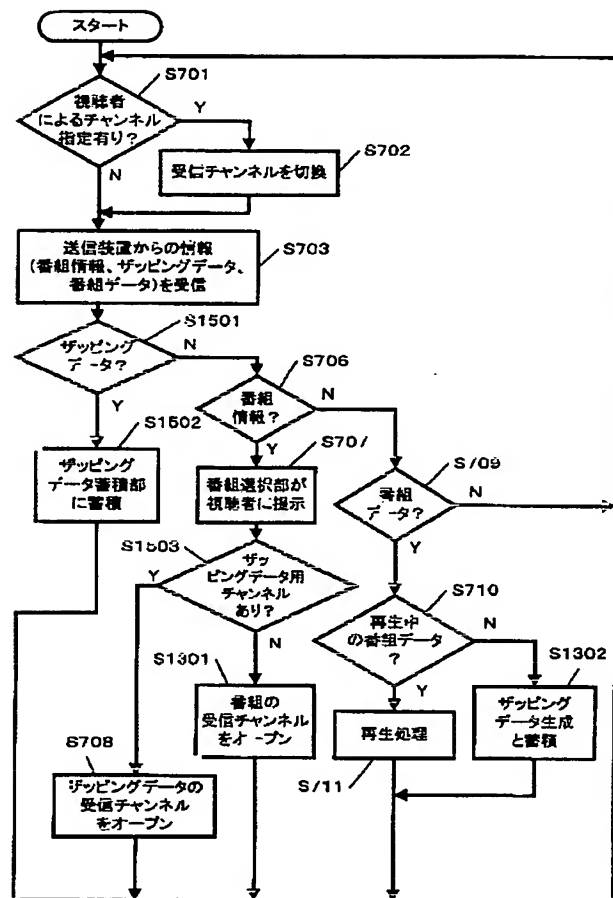 スタート
S701
視聴者
によるチャンネル
指定有り?
Y
N
S702
受信チャンネルを切換
S703
送信装置からの情報
(番組情報、ザッピングデータ、
番組データ)を受信
S1501
ザッピング
データ?
N
Y
S706
番組
情報?
N
Y
S1502
ザッピング
データ蓄積部
に蓄積
S707
番組選択部が
視聴者に提示
S709
番組
データ?
N
Y
S1503
ザッ
ピングデータ用
チャンネル
あり?
Y
N
S710
再生中
の番組データ
?
N
Y
S1301
番組の
受信チャンネル
をオープン
S1302
ザッピング
データ生成
と蓄積
再生処理
S711
S708
ザッピングデータの
受信チャンネル
をオープン